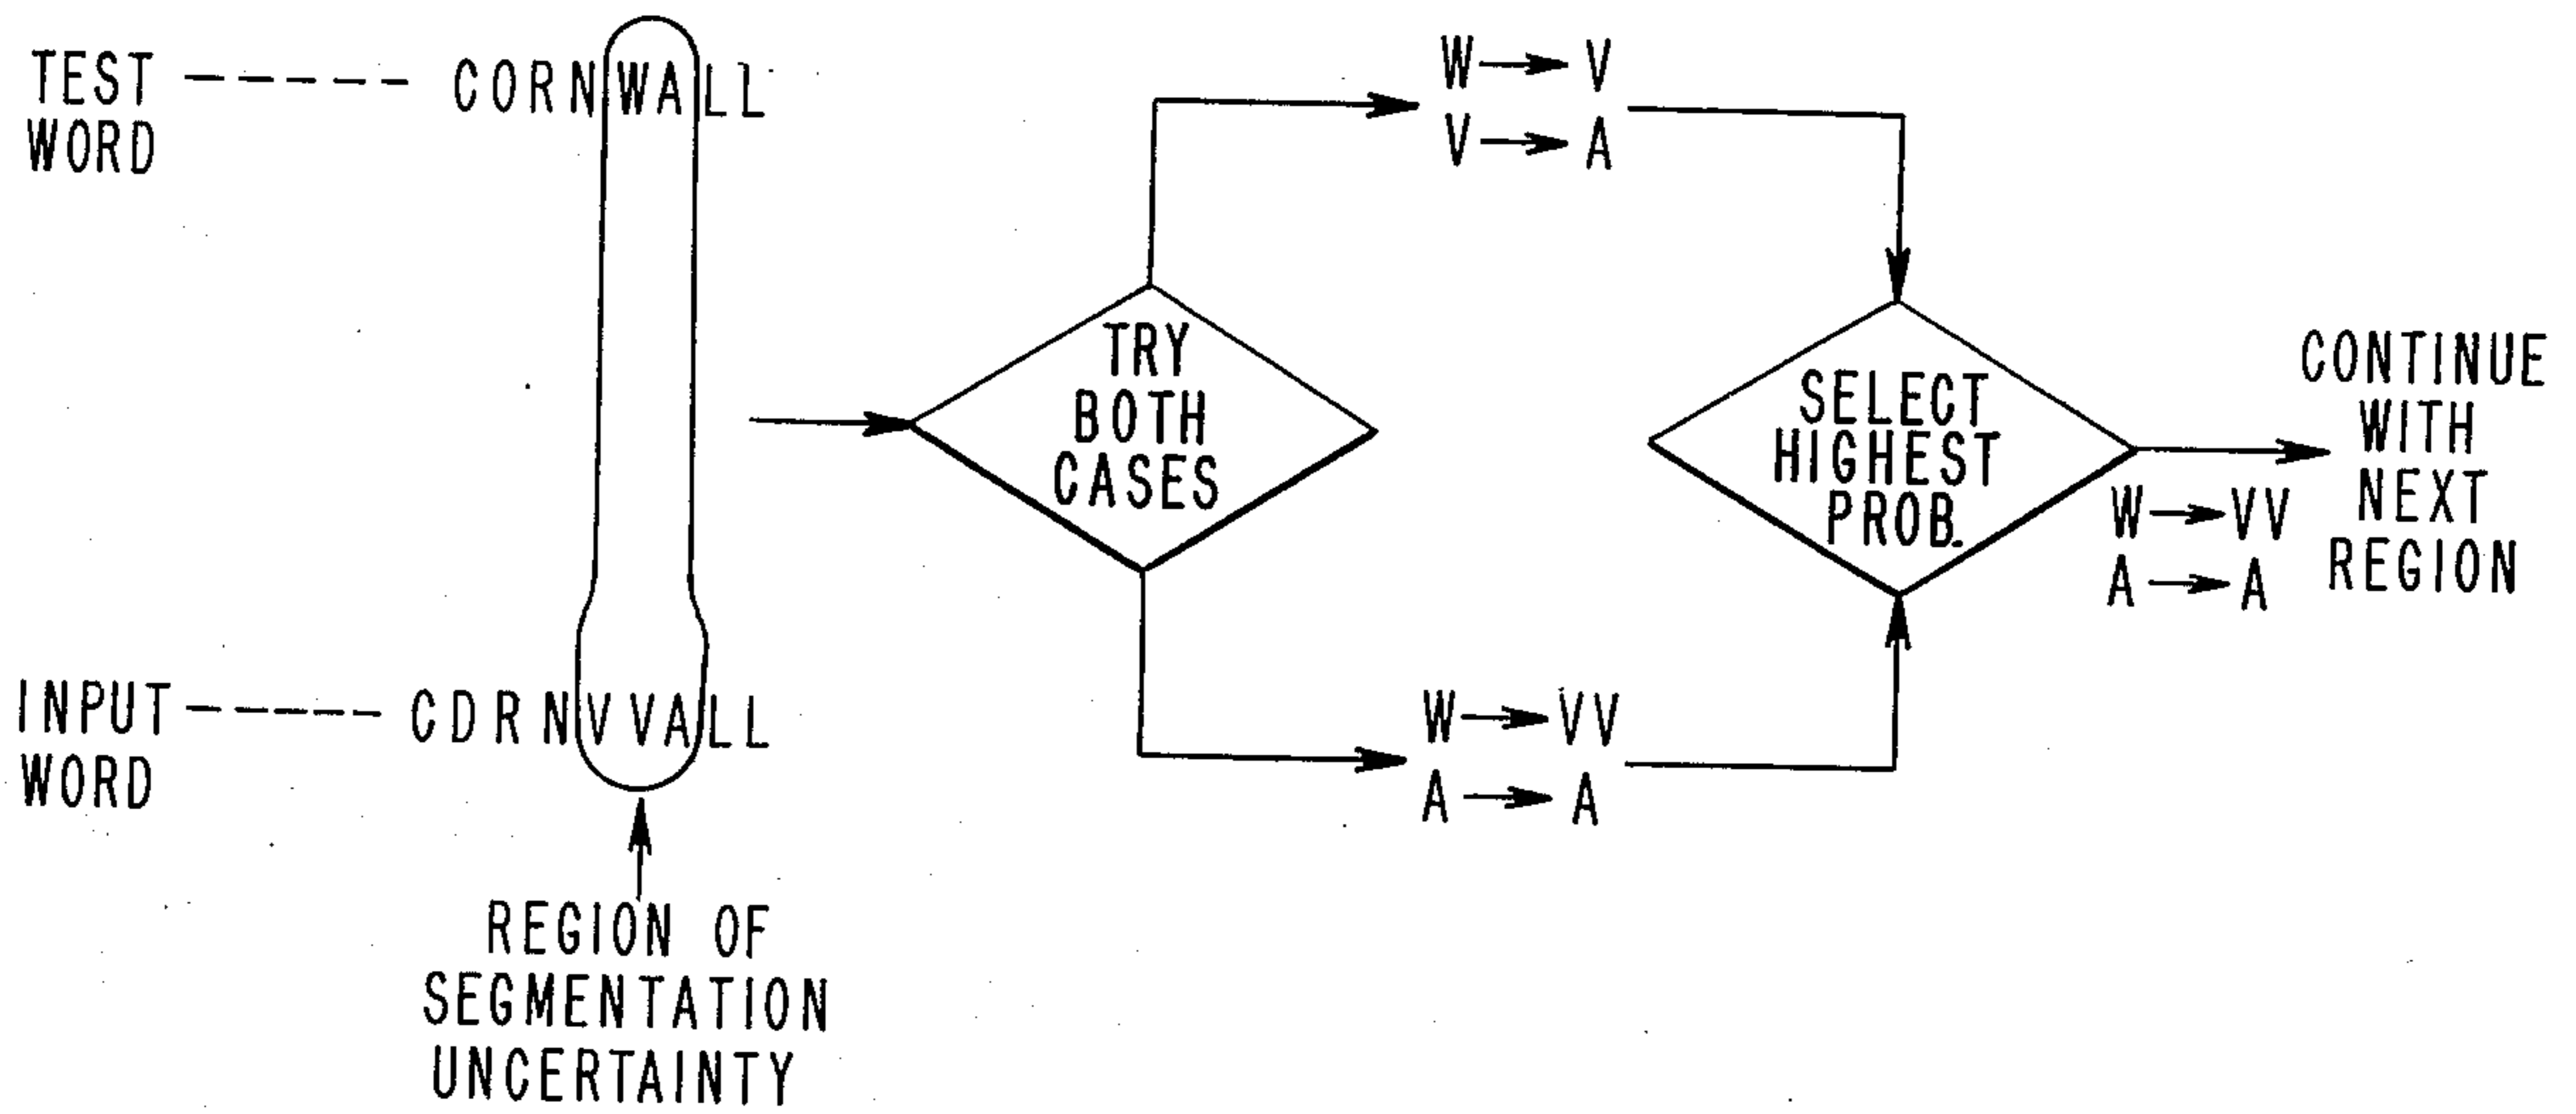 TEST
WORD
CORNWALL
INPUT
WORD
CDRNVVALL
REGION OF
SEGMENTATION
UNCERTAINTY
TRY
BOTH
CASES
W→V
V→A
W→VV
A→A
SELECT
HIGHEST
PROB.
W→VV
A→A
CONTINUE
WITH
NEXT
REGION